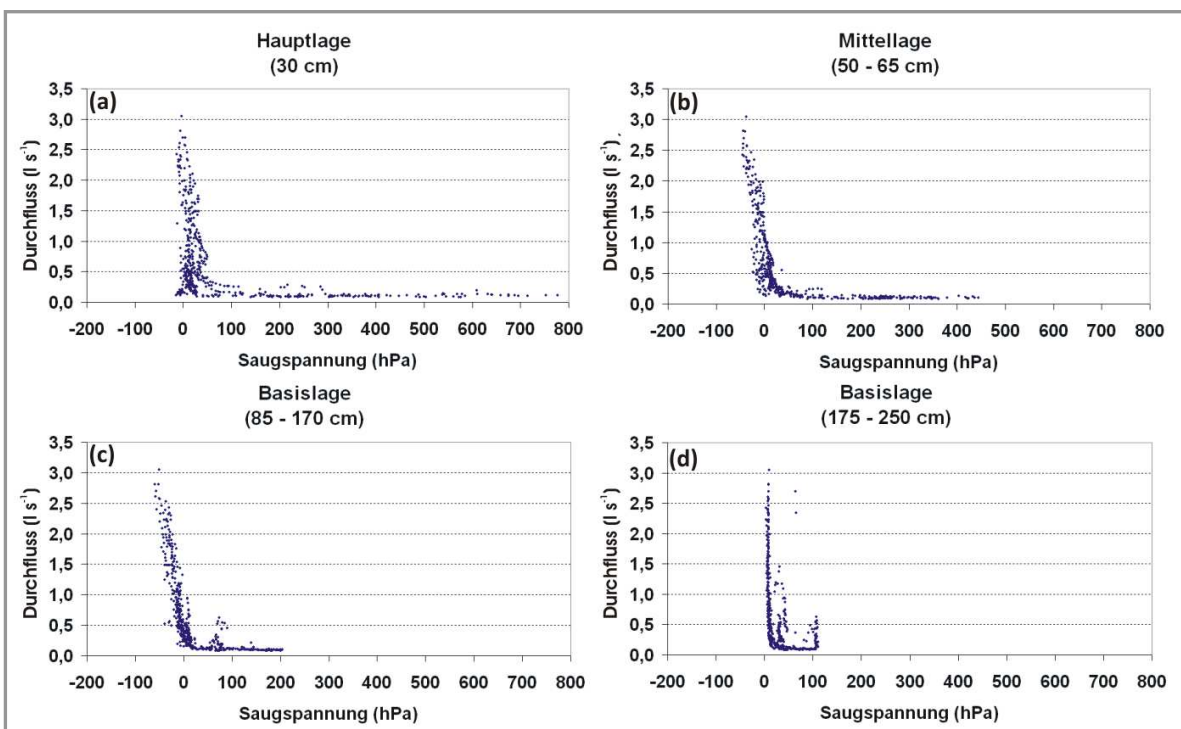 Hauptlage
(30 cm)
(a)
3,5
3,0
2,5
2,0
1,5
1,0
0,5
0,0
Durchfluss (l s⁻¹)
-200 -100 0 100 200 300 400 500 600 700 800
Saugspannung (hPa)
Mittellage
(50 - 65 cm)
(b)
3,5
3,0
2,5
2,0
1,5
1,0
0,5
0,0
Durchfluss (l s⁻¹)
-200 -100 0 100 200 300 400 500 600 700 800
Saugspannung (hPa)
Basislage
(85 - 170 cm)
(c)
3,5
3,0
2,5
2,0
1,5
1,0
0,5
0,0
Durchfluss (l s⁻¹)
-200 -100 0 100 200 300 400 500 600 700 800
Saugspannung (hPa)
Basislage
(175 - 250 cm)
(d)
3,5
3,0
2,5
2,0
1,5
1,0
0,5
0,0
Durchfluss (l s⁻¹)
-200 -100 0 100 200 300 400 500 600 700 800
Saugspannung (hPa)